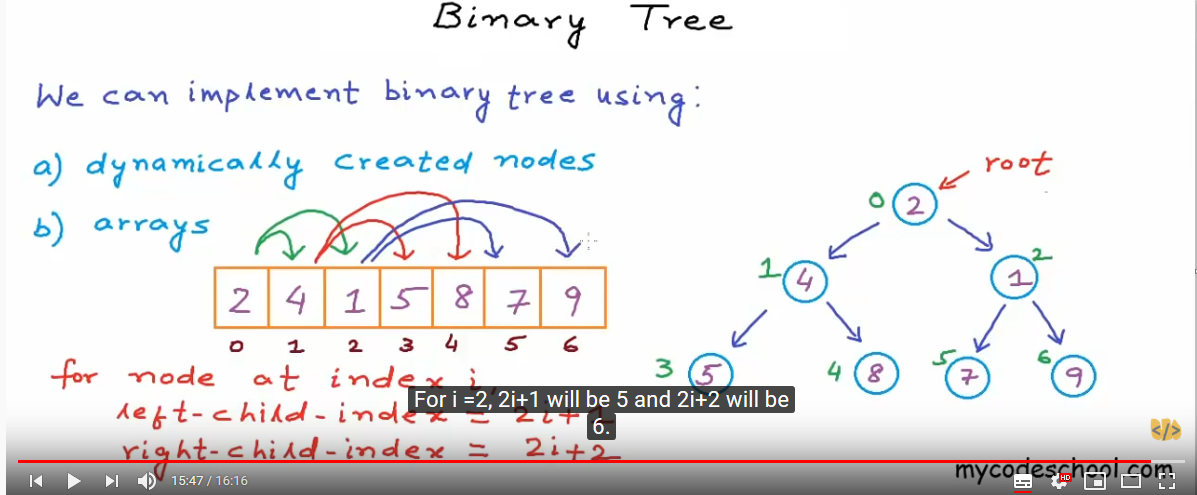 Binary Tree
We can implement binary tree using:
a) dynamically created nodes
b) arrays
2 4 1 5 8 7 9
0 1 2 3 4 5 6
for node at index i,
left-child-index = 2i+1
right-child-index = 2i+2
root
0 2
1 4
1 2
3 5
4 8
5 7
6 9
For i =2, 2i+1 will be 5 and 2i+2 will be
6.
</>
mycodeschool.com
15:47 / 16:16
HD